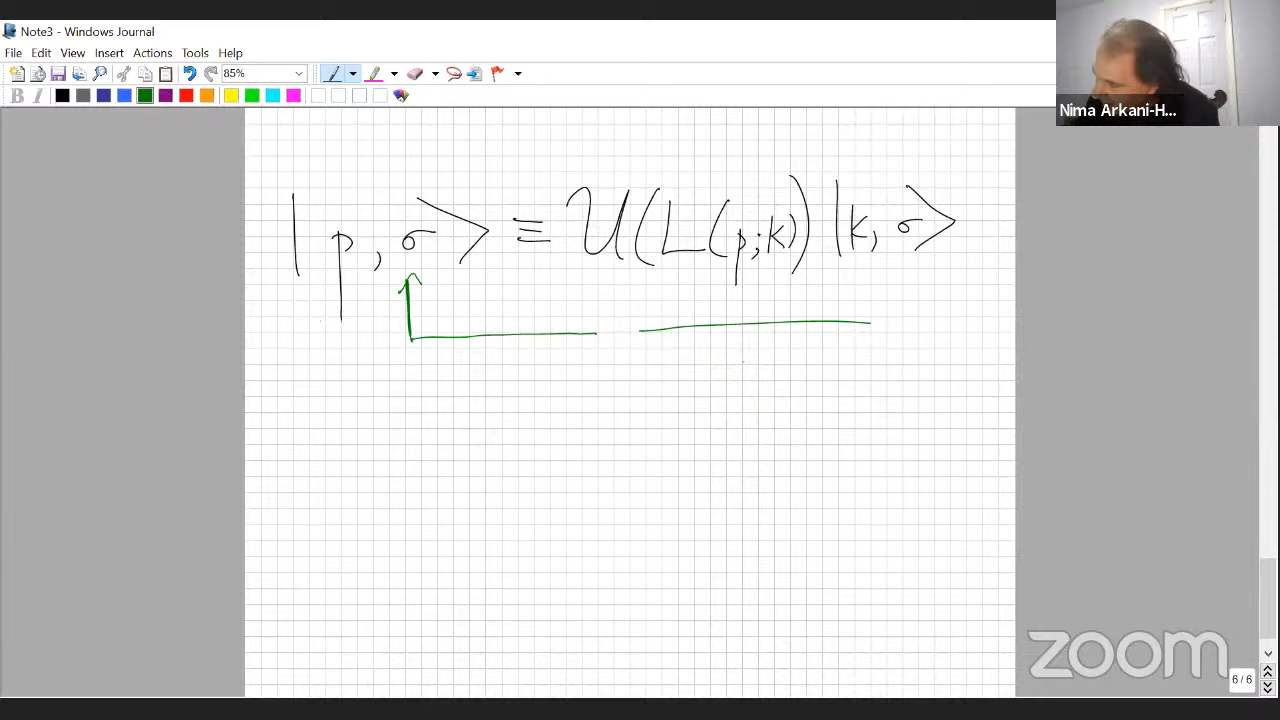 Note3 - Windows Journal
File Edit View Insert Actions Tools Help
85%
B I
Nima Arkani-H...
| p, σ > ≡ U(L(p;k)) |k, σ>
zoom
6 / 6